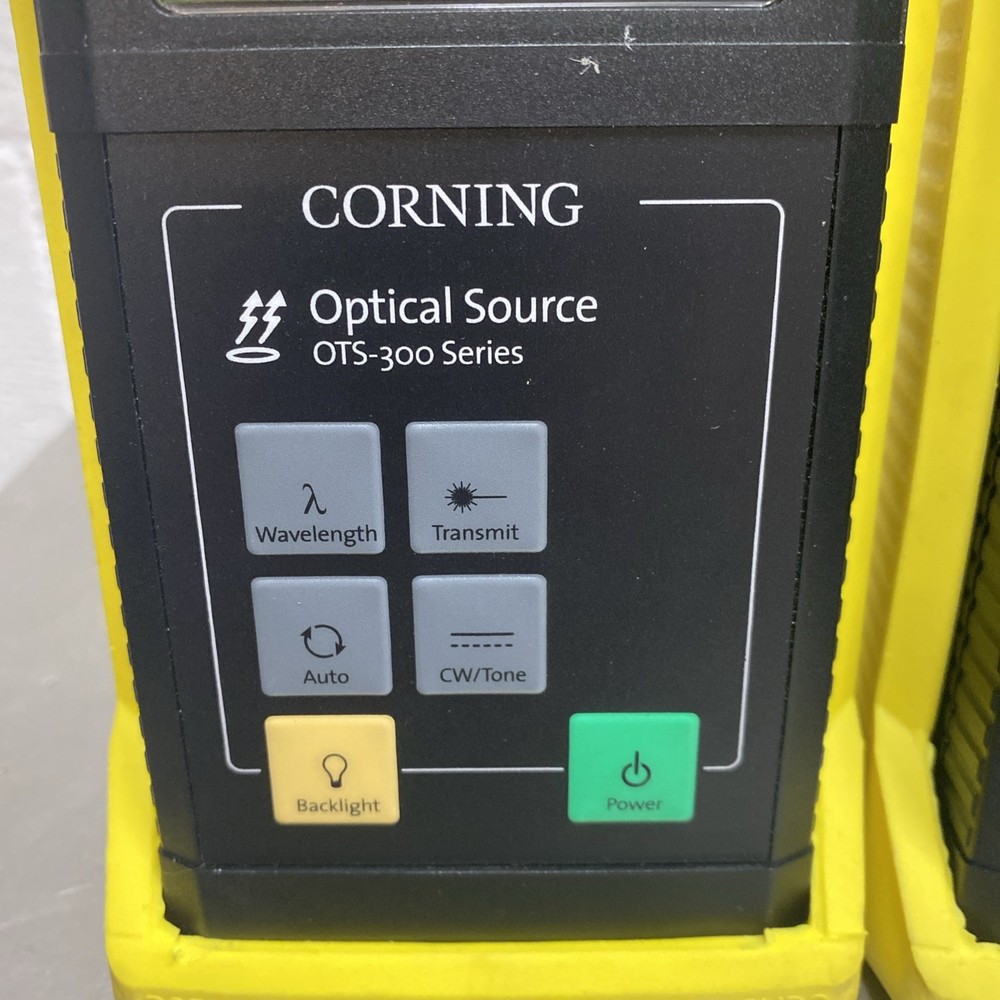 CORNING
Optical Source
OTS-300 Series
λ
Wavelength
Transmit
Auto
CW/Tone
Backlight
Power